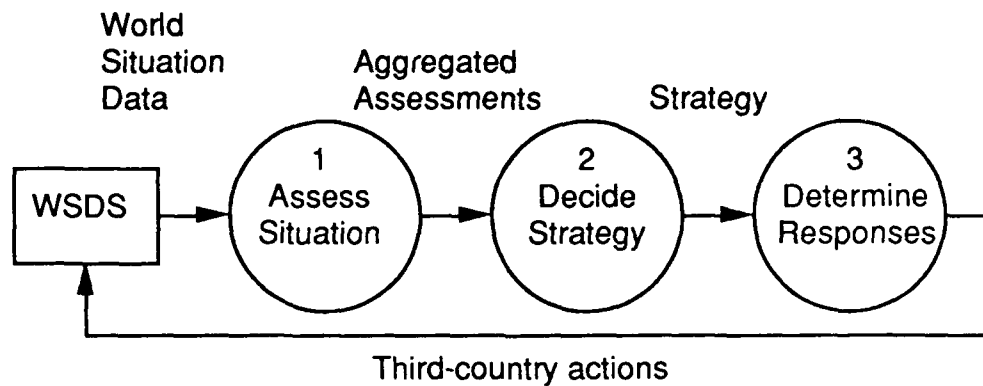 World
Situation
Data
Aggregated
Assessments
Strategy
WSDS
1
Assess
Situation
2
Decide
Strategy
3
Determine
Responses
Third-country actions